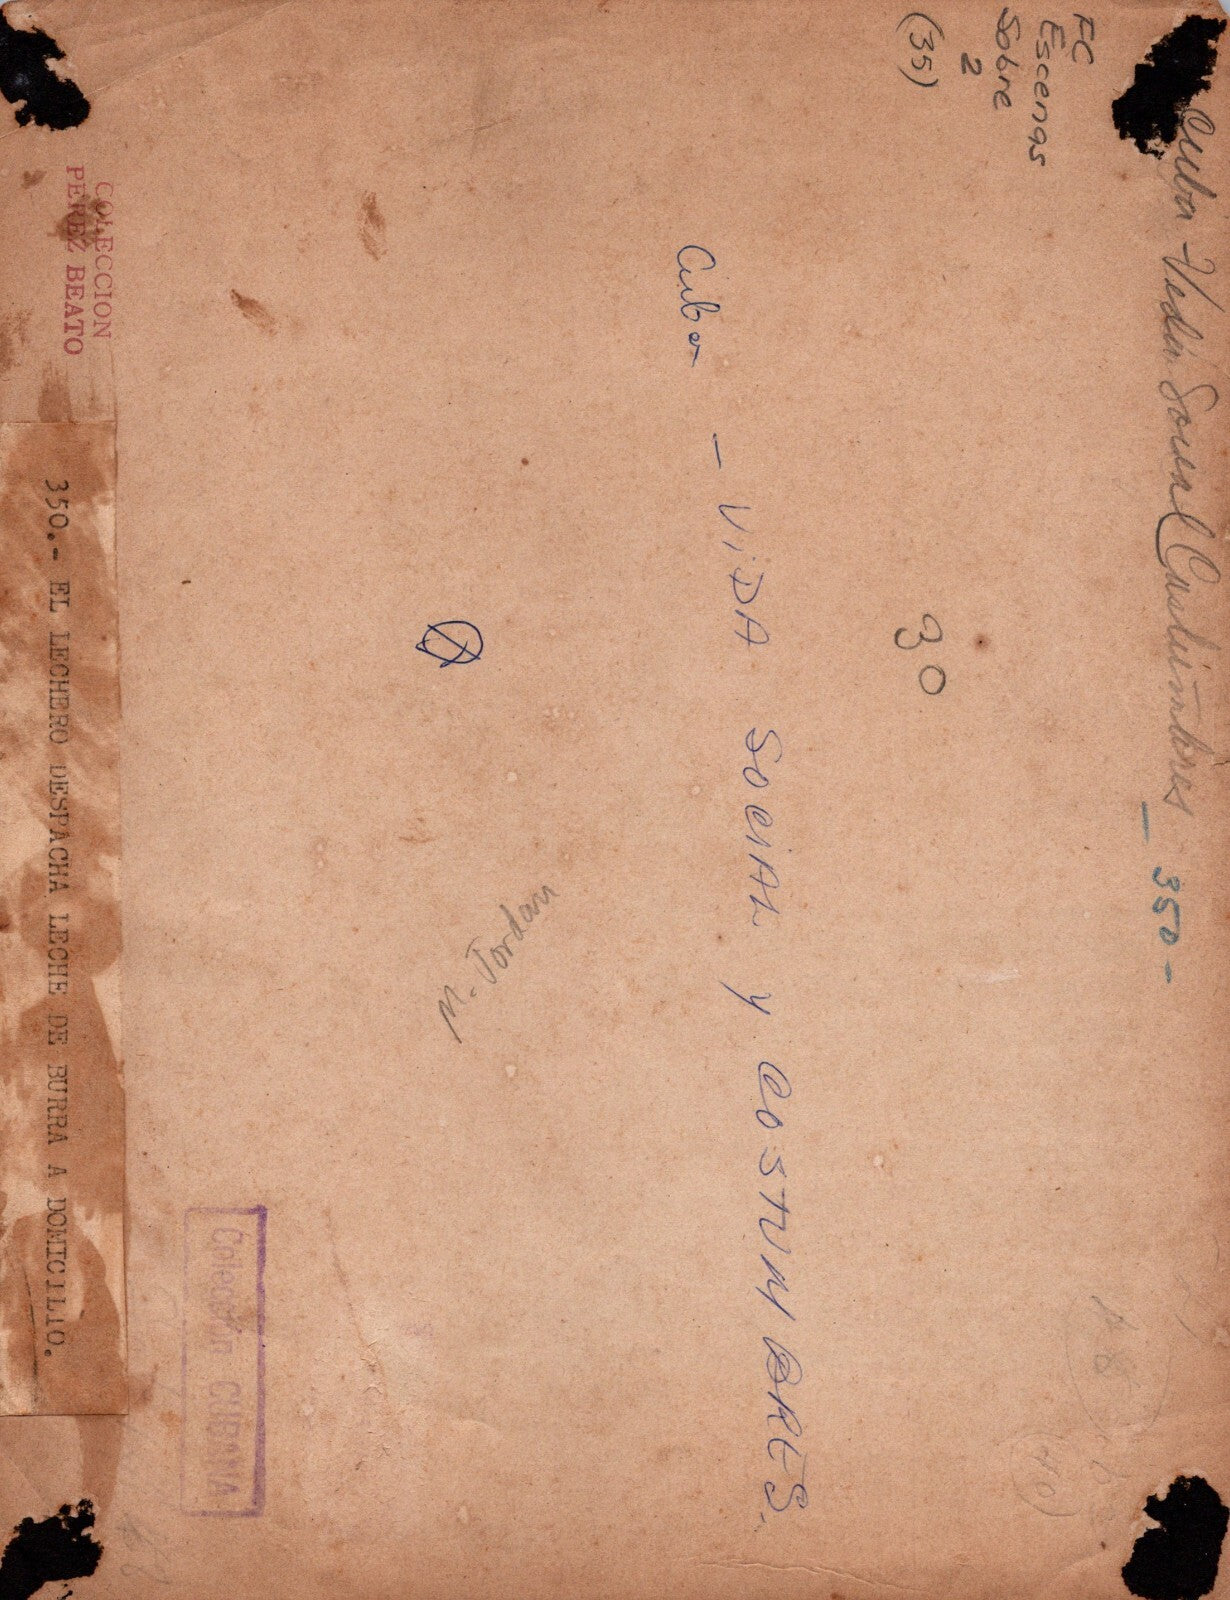 Cuba - Vida Social Costumbres
- 350 -
FC
Escenas
Sobre
2
(35)
30
Cuba - VIDA SOCIAL y COSTUMBRES.
M. Jordan
Colección CUBANA
COLECCION
PEREZ BEATO
350.- EL LECHERO DESPACHA LECHE DE BURRA A DOMICILIO.